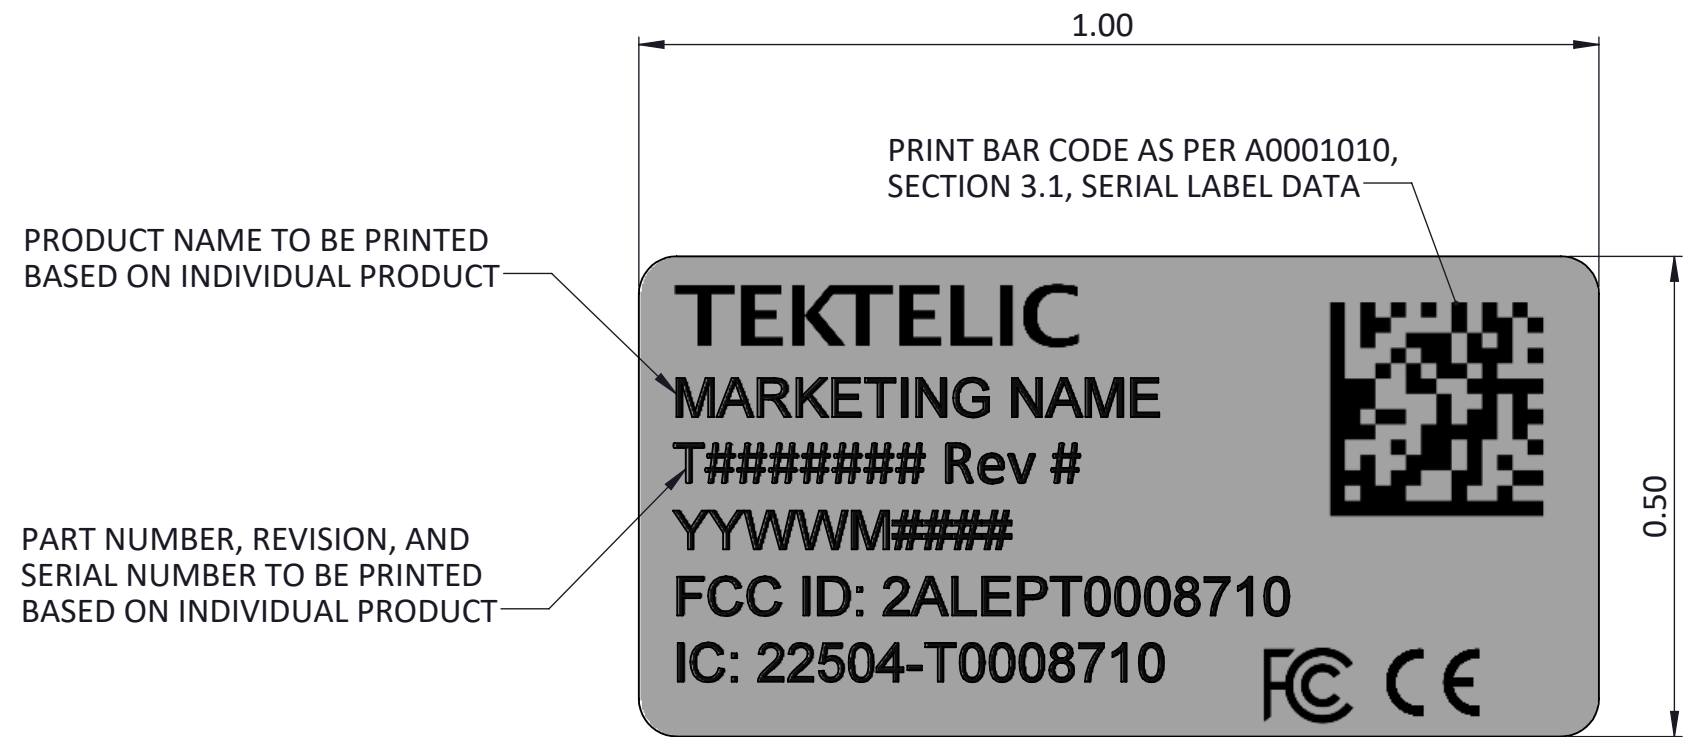 1.00
PRINT BAR CODE AS PER A0001010,
SECTION 3.1, SERIAL LABEL DATA
PRODUCT NAME TO BE PRINTED
BASED ON INDIVIDUAL PRODUCT
TEKTELIC
MARKETING NAME
T####### Rev #
YYWWM####
FCC ID: 2ALEPT0008710
IC: 22504-T0008710
FC CE
0.50
PART NUMBER, REVISION, AND
SERIAL NUMBER TO BE PRINTED
BASED ON INDIVIDUAL PRODUCT